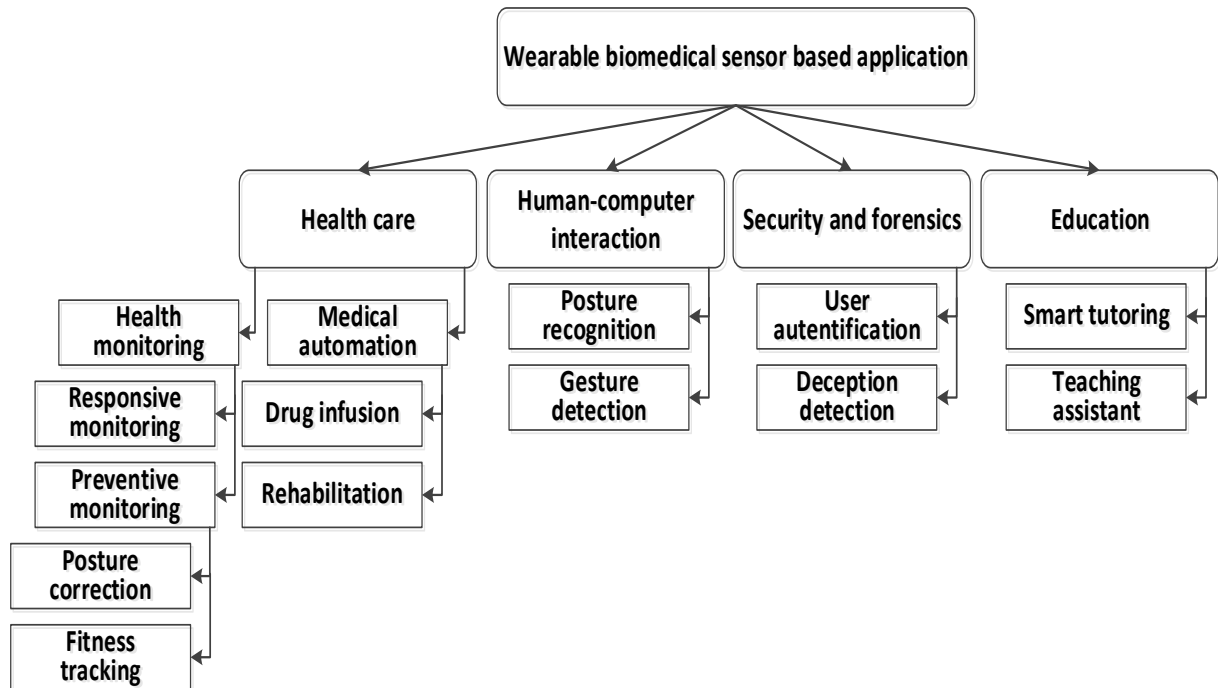 Wearable biomedical sensor based application
Health care
Human-computer
interaction
Security and forensics
Education
Health
monitoring
Medical
automation
Posture
recognition
User
autentification
Smart tutoring
Responsive
monitoring
Drug infusion
Gesture
detection
Deception
detection
Teaching
assistant
Preventive
monitoring
Rehabilitation
Posture
correction
Fitness
tracking